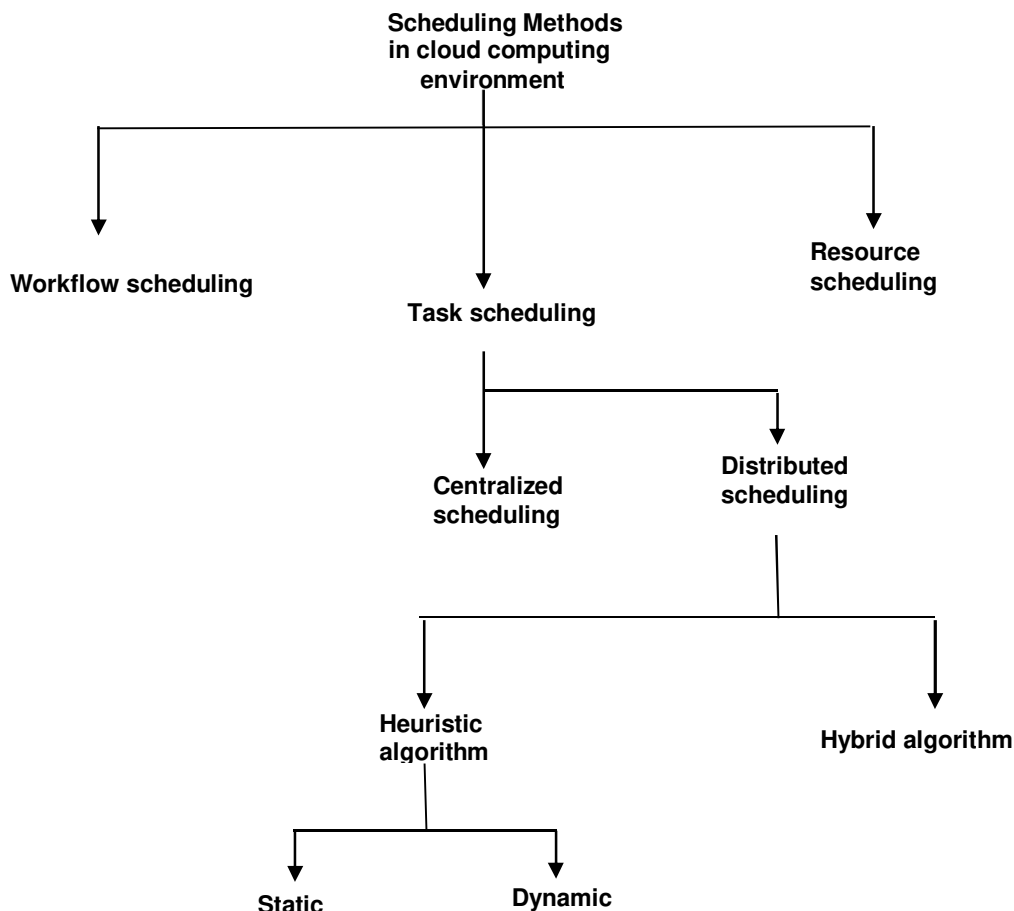 Scheduling Methods
in cloud computing
environment
Workflow scheduling
Resource
scheduling
Task scheduling
Centralized
scheduling
Distributed
scheduling
Heuristic
algorithm
Hybrid algorithm
Static
Dynamic